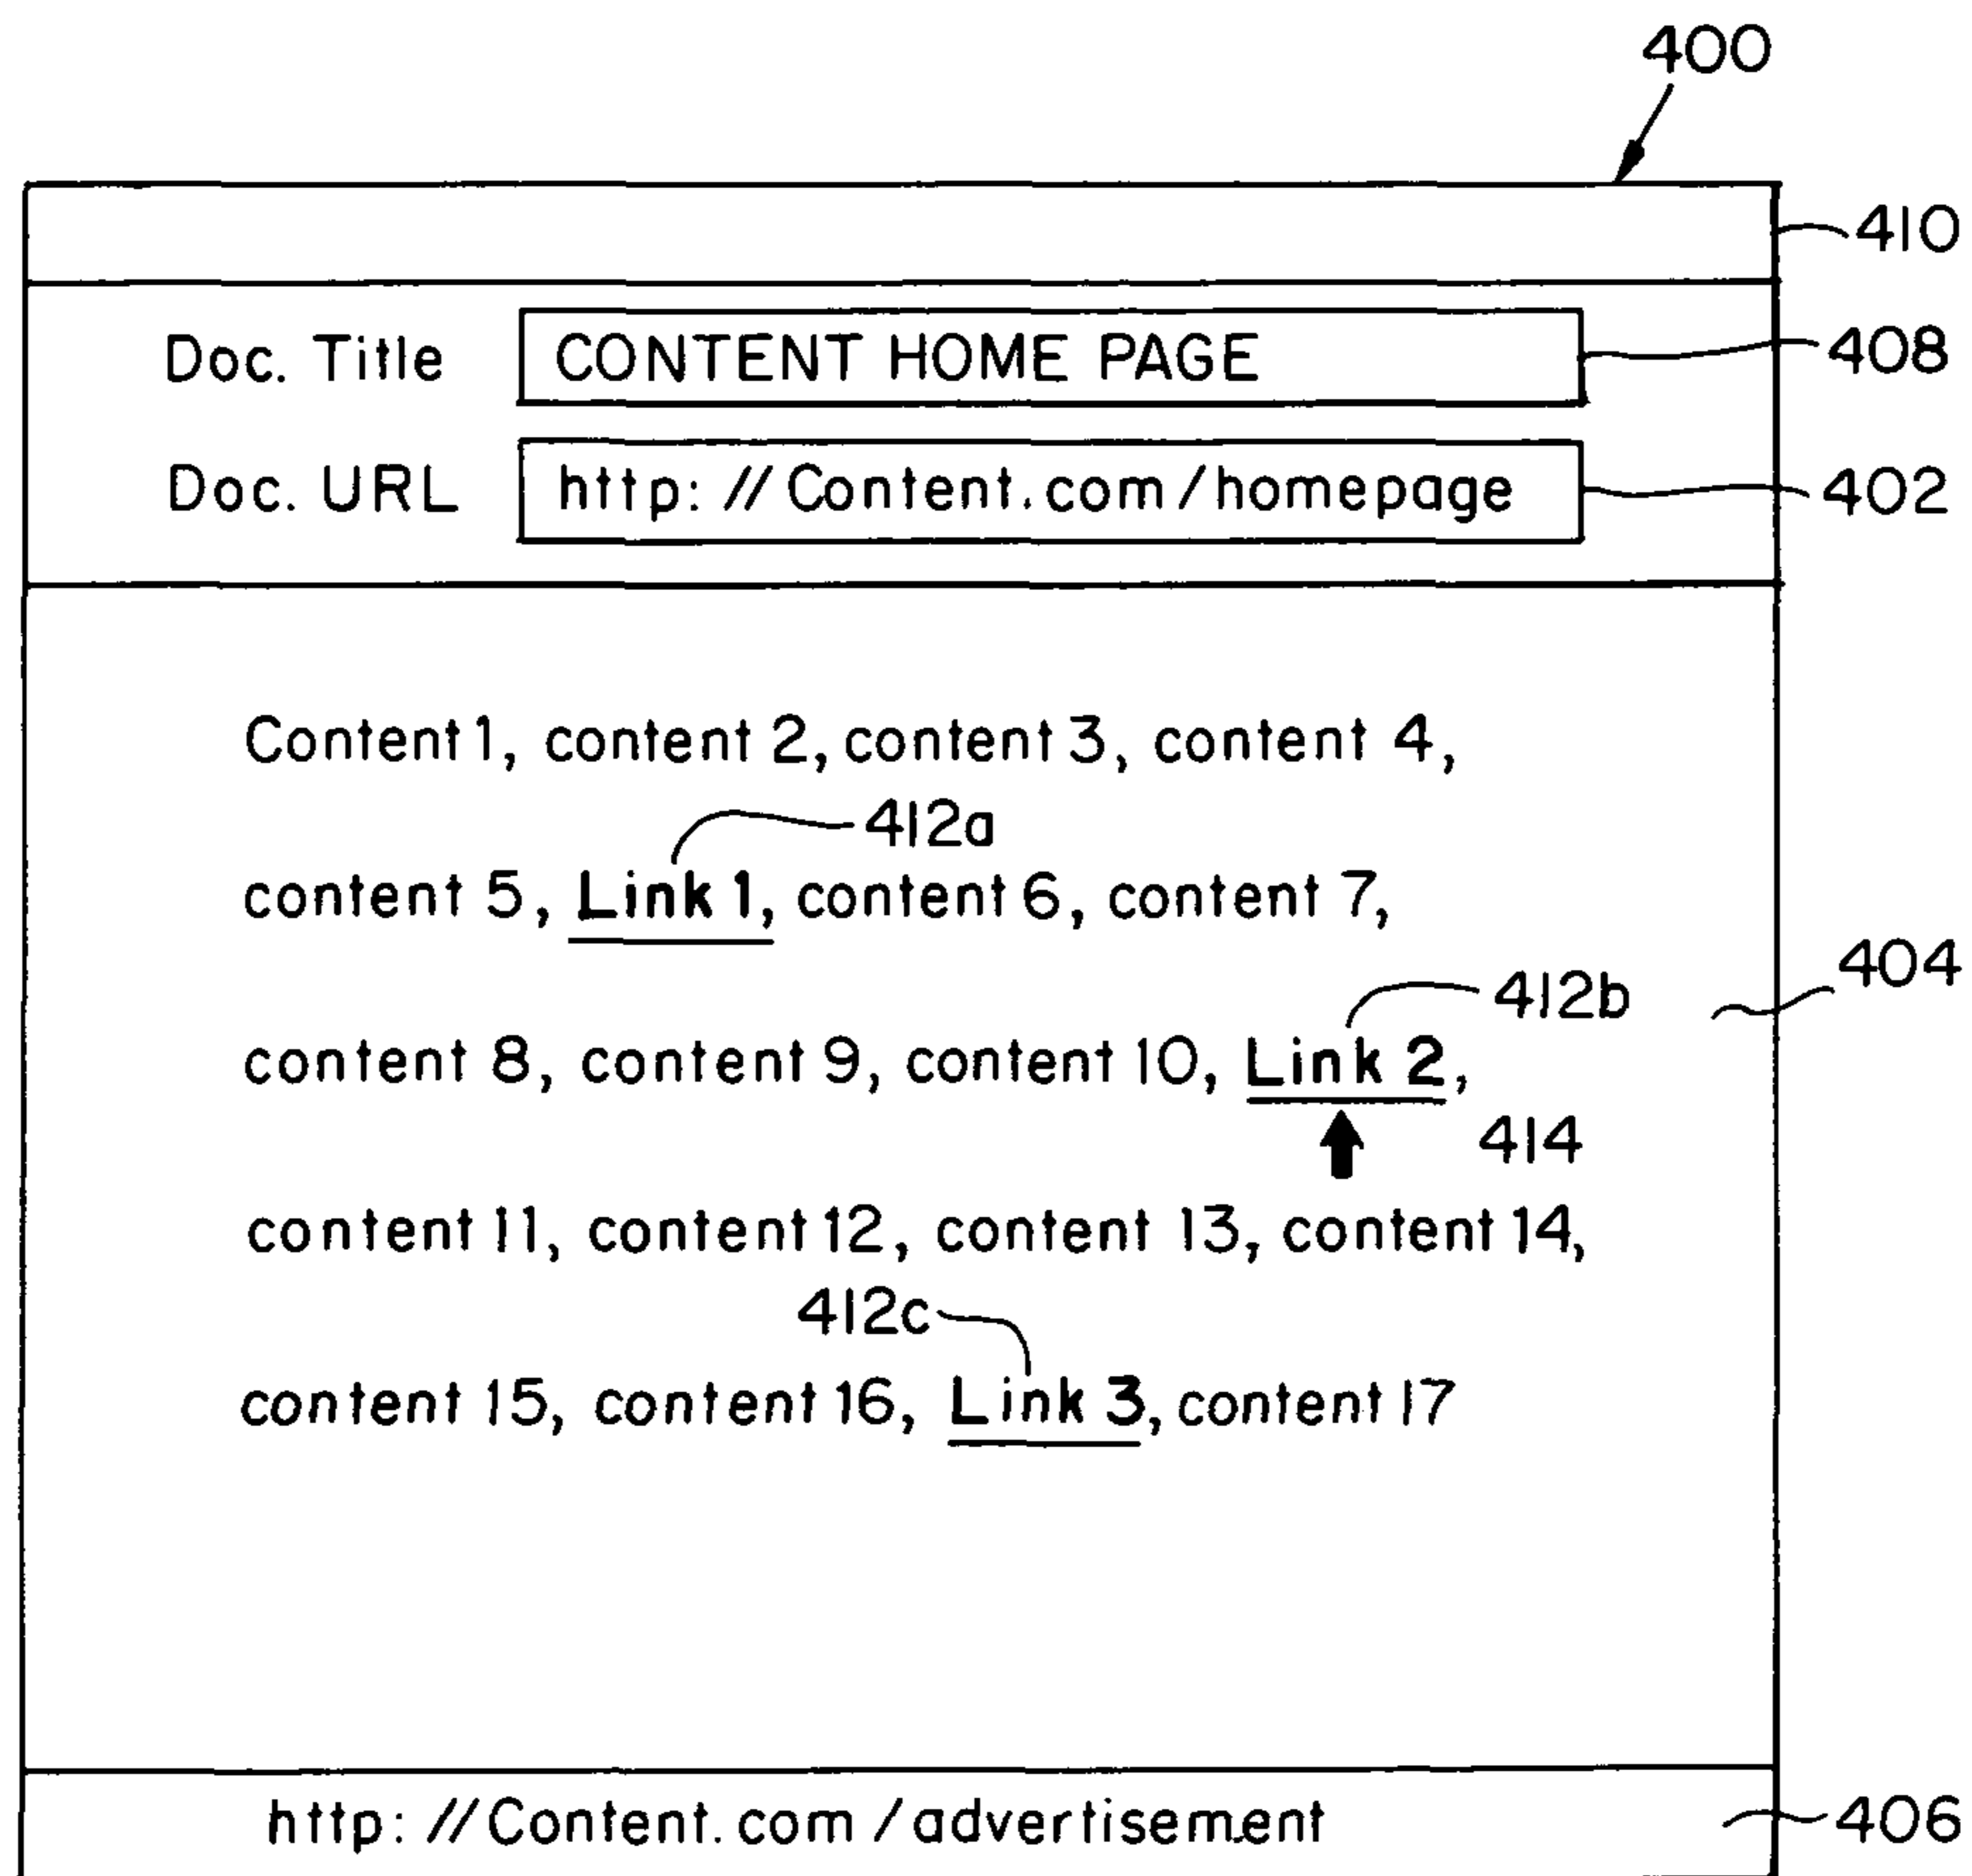 400
410
Doc. Title CONTENT HOME PAGE 408
Doc. URL http://Content.com/homepage 402
Content 1, content 2, content 3, content 4,
412a
content 5, Link 1, content 6, content 7,
404
412b
content 8, content 9, content 10, Link 2,
414
content 11, content 12, content 13, content 14,
412c
content 15, content 16, Link 3, content 17
http://Content.com/advertisement 406